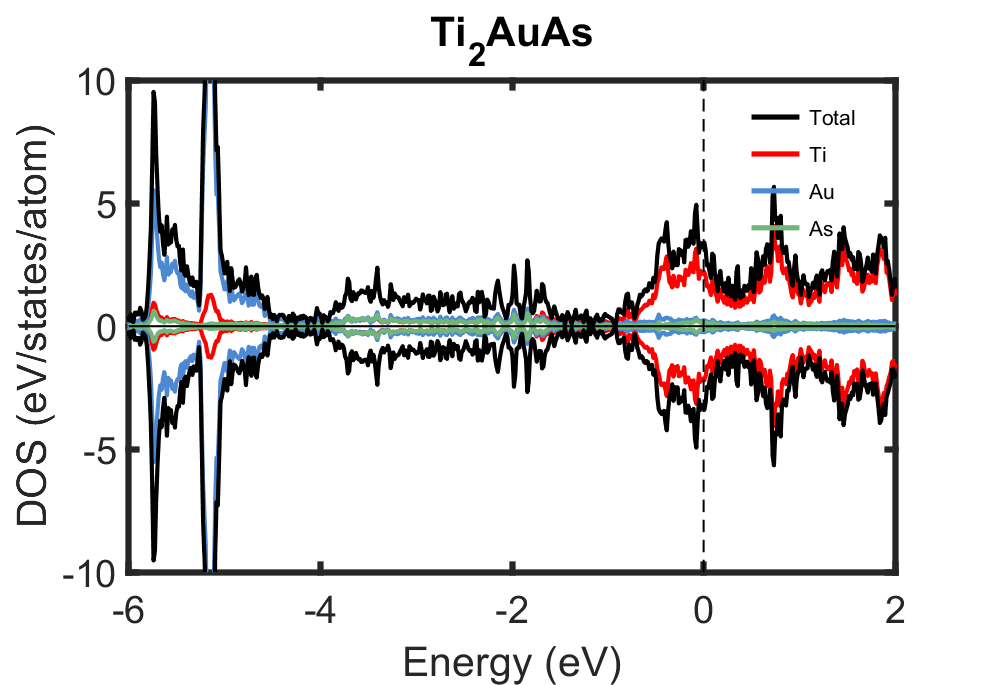 Ti2AuAs
10
5
0
-5
-10
DOS (eV/states/atom)
Total
Ti
Au
As
-6 -4 -2 0 2
Energy (eV)